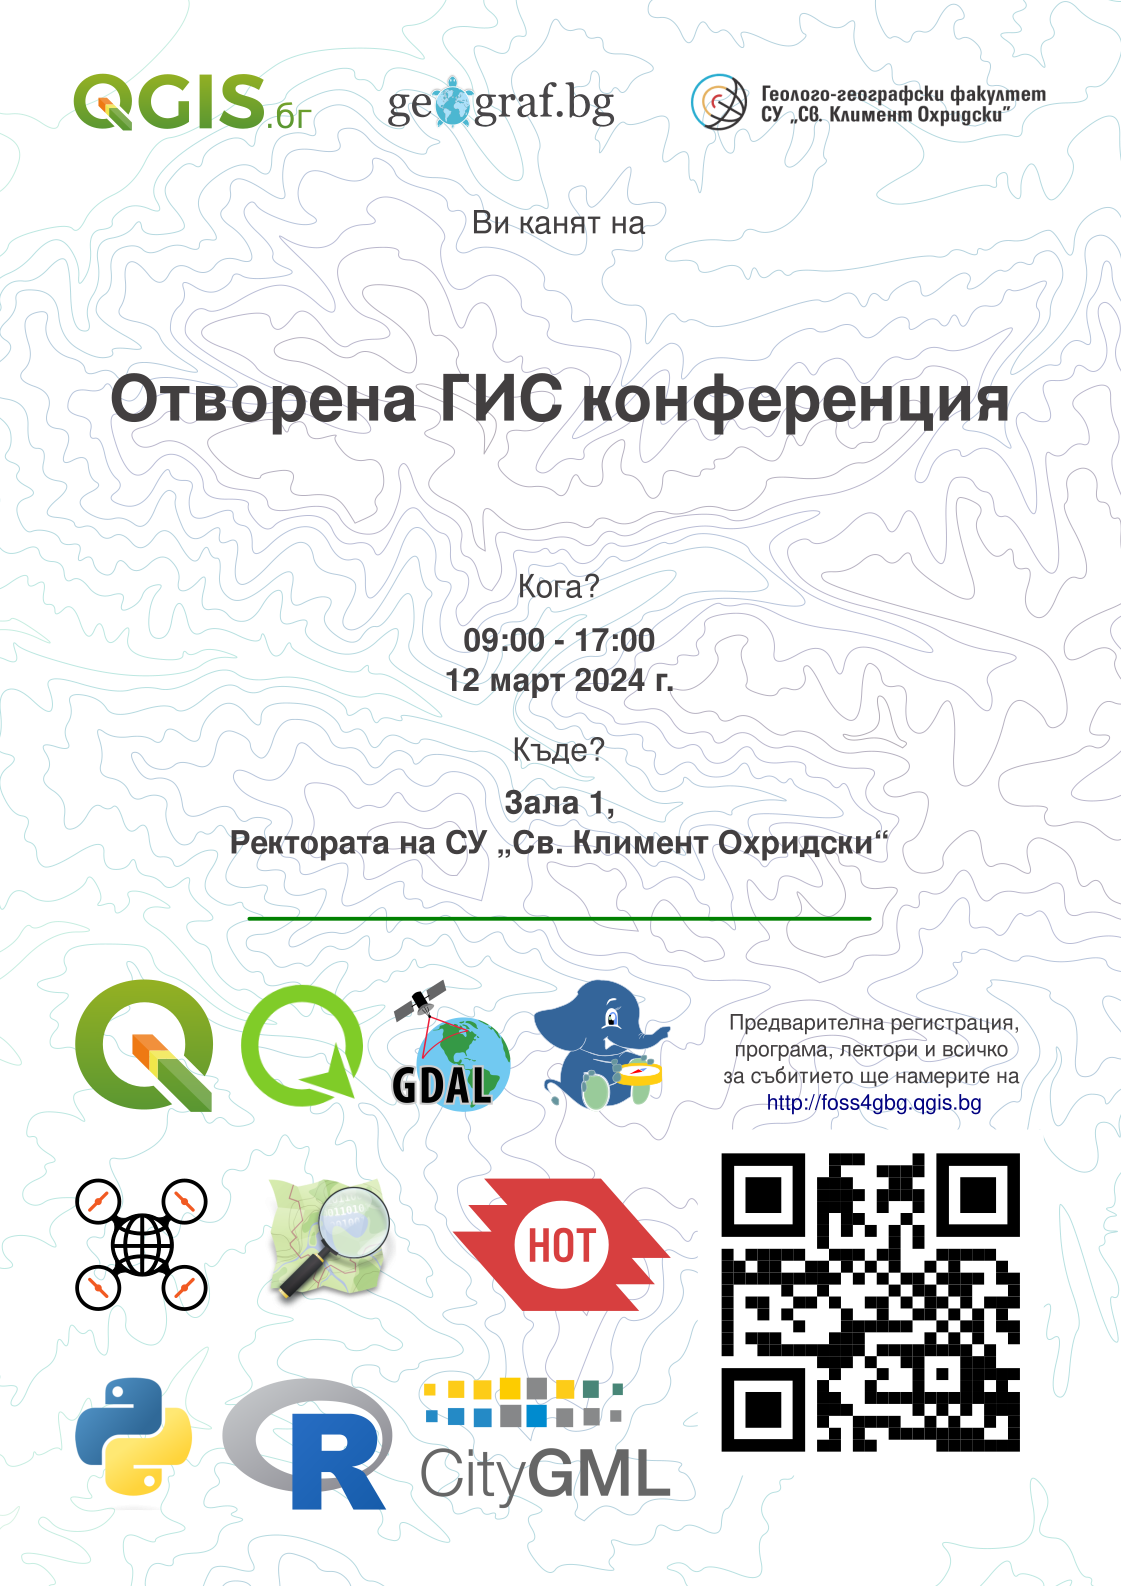 QGIS.бг
geograf.bg
Геолого-географски факултет
СУ „Св. Климент Охридски”
Ви канят на
Отворена ГИС конференция
Кога?
09:00 - 17:00
12 март 2024 г.
Къде?
Зала 1,
Ректората на СУ „Св. Климент Охридски“
GDAL
Предварителна регистрация,
програма, лектори и всичко
за събитието ще намерите на
http://foss4gbg.qgis.bg
HOT
R
CityGML